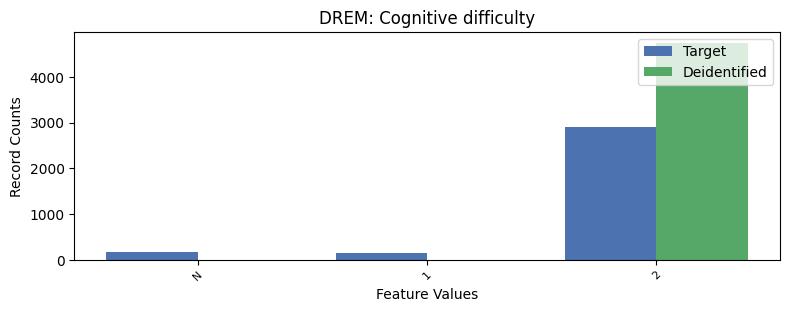 DREM: Cognitive difficulty
Target
Deidentified
Record Counts
4000
3000
2000
1000
0
N
1
2
Feature Values